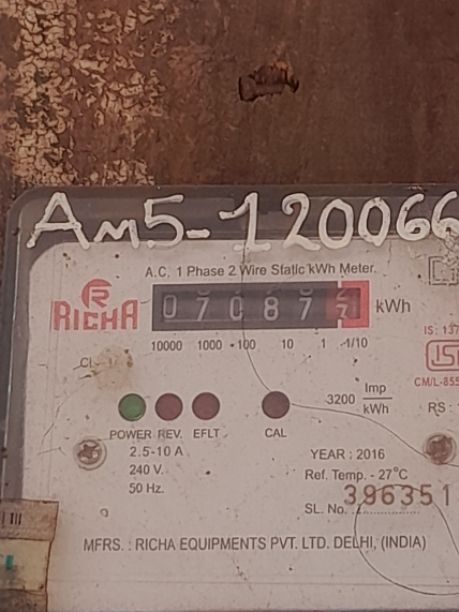 Am5-120066
A.C. 1 Phase 2 Wire Static kWh Meter.
RICHA
07087 kWh
10000 1000 100 10 1 1/10
IS: 137
CM/L-855
3200 Imp/kWh
RS:
POWER REV. EFLT CAL
2.5-10 A
240 V.
50 Hz.
YEAR : 2016
Ref. Temp. - 27°C
SL. No. 396351
MFRS. : RICHA EQUIPMENTS PVT. LTD. DELHI, (INDIA)